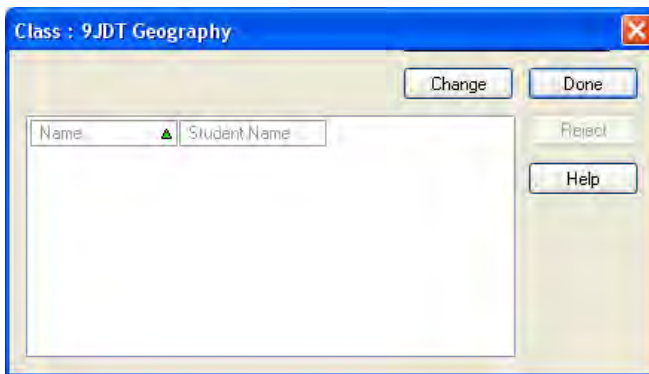 Class : 9JDT Geography
Change Done
Name Student Name Reject
Help